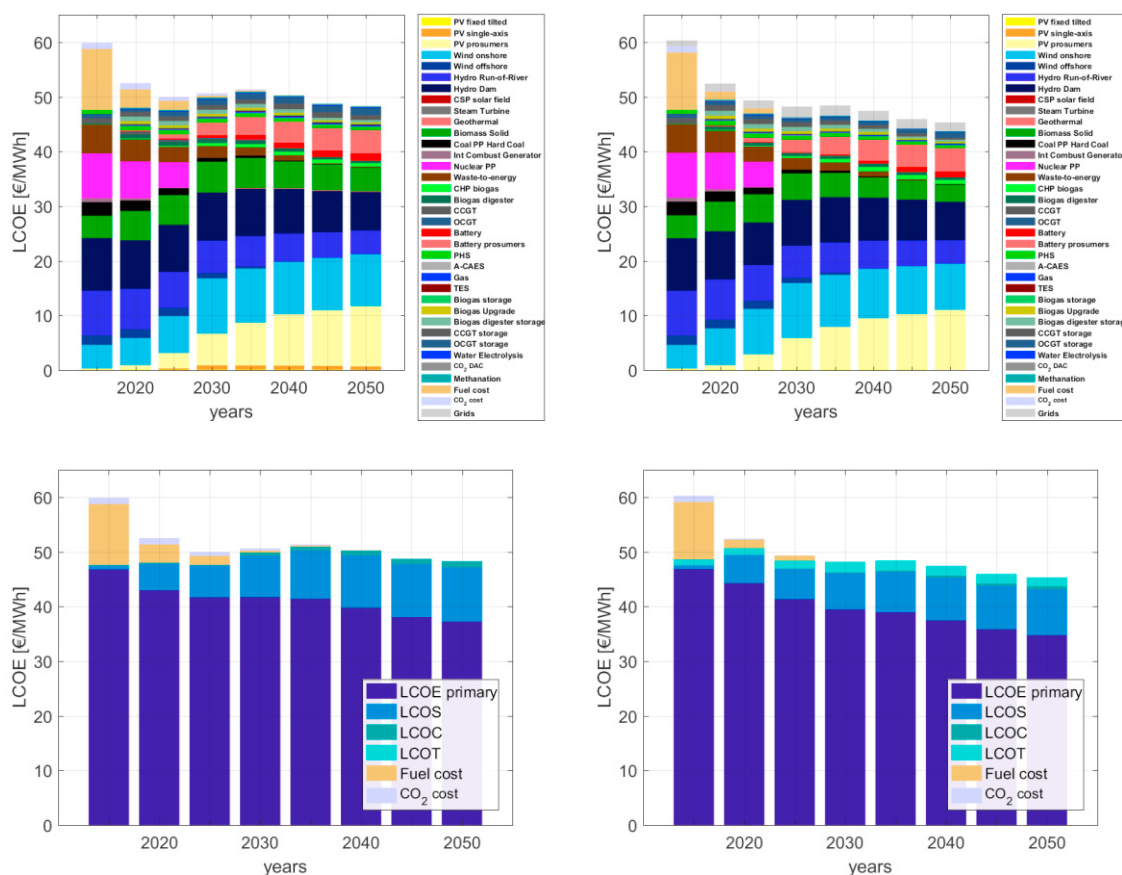 60
50
40
30
20
10
0
LCOE [€/MWh]
2020
2030
2040
2050
years
PV fixed tilted
PV single-axis
PV prosumers
Wind onshore
Wind offshore
Hydro Run-of-River
Hydro Dam
CSP solar field
Steam Turbine
Geothermal
Biomass Solid
Coal PP Hard Coal
Int Combust Generator
Nuclear PP
Waste-to-energy
CHP biogas
Biogas digester
CCGT
OCGT
Battery
Battery prosumers
PHS
A-CAES
Gas
TES
Biogas storage
Biogas Upgrade
Biogas digester storage
CCGT storage
OCGT storage
Water Electrolysis
CO₂ DAC
Methanation
Fuel cost
CO₂ cost
Grids
60
50
40
30
20
10
0
LCOE [€/MWh]
2020
2030
2040
2050
years
PV fixed tilted
PV single-axis
PV prosumers
Wind onshore
Wind offshore
Hydro Run-of-River
Hydro Dam
CSP solar field
Steam Turbine
Geothermal
Biomass Solid
Coal PP Hard Coal
Int Combust Generato
Nuclear PP
Waste-to-energy
CHP biogas
Biogas digester
CCGT
OCGT
Battery
Battery prosumers
PHS
A-CAES
Gas
TES
Biogas storage
Biogas Upgrade
Biogas digester storag
CCGT storage
OCGT storage
Water Electrolysis
CO₂ DAC
Methanation
Fuel cost
CO₂ cost
Grids
60
50
40
30
20
10
0
LCOE [€/MWh]
2020
2030
2040
2050
years
LCOE primary
LCOS
LCOC
LCOT
Fuel cost
CO₂ cost
60
50
40
30
20
10
0
LCOE [€/MWh]
2020
2030
2040
2050
years
LCOE primary
LCOS
LCOC
LCOT
Fuel cost
CO₂ cost